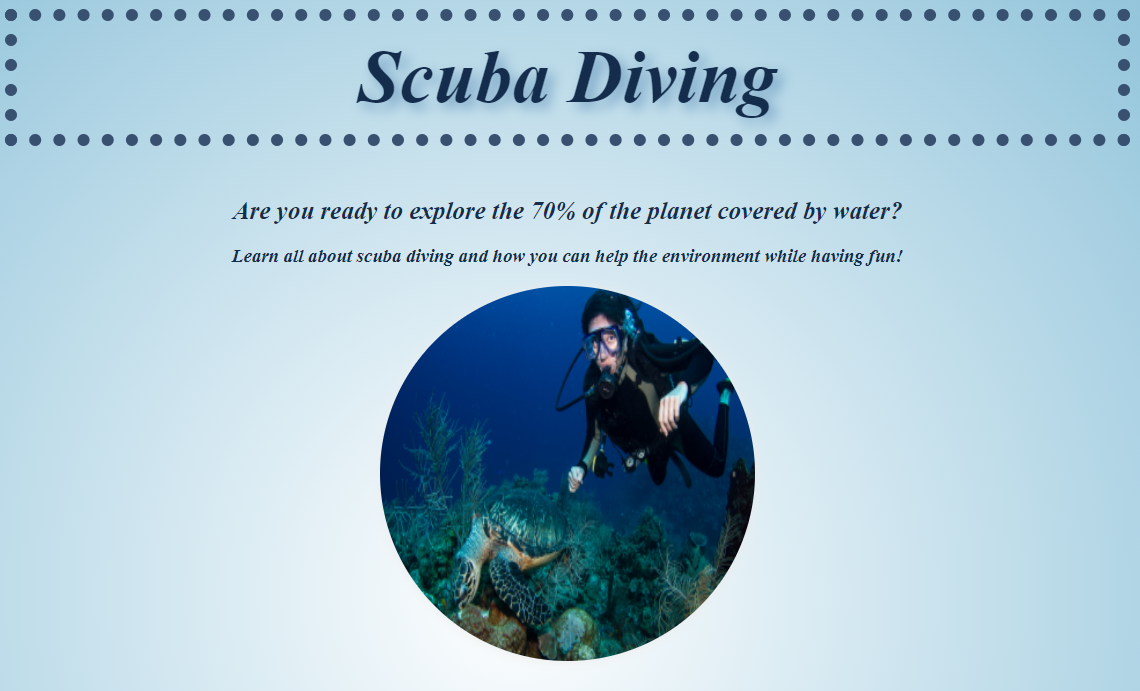 Scuba Diving
Are you ready to explore the 70% of the planet covered by water?
Learn all about scuba diving and how you can help the environment while having fun!